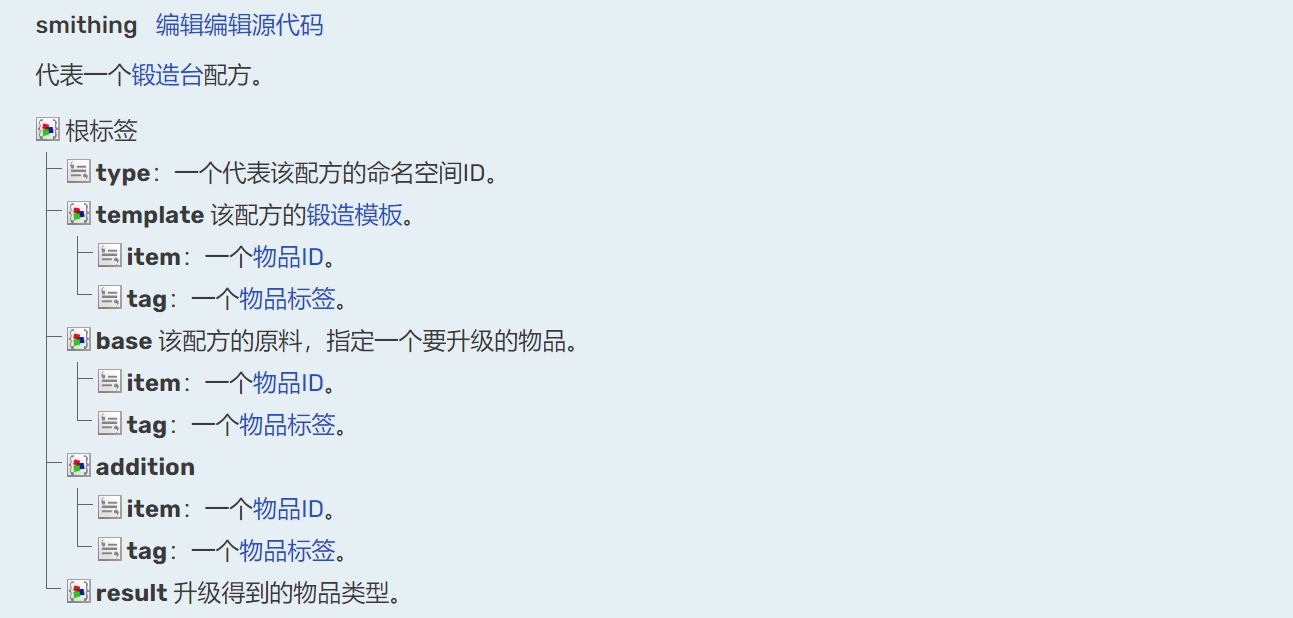 smithing 编辑编辑源代码
代表一个锻造台配方。
根标签
type：一个代表该配方的命名空间ID。
template 该配方的锻造模板。
item：一个物品ID。
tag：一个物品标签。
base 该配方的原料，指定一个要升级的物品。
item：一个物品ID。
tag：一个物品标签。
addition
item：一个物品ID。
tag：一个物品标签。
result 升级得到的物品类型。